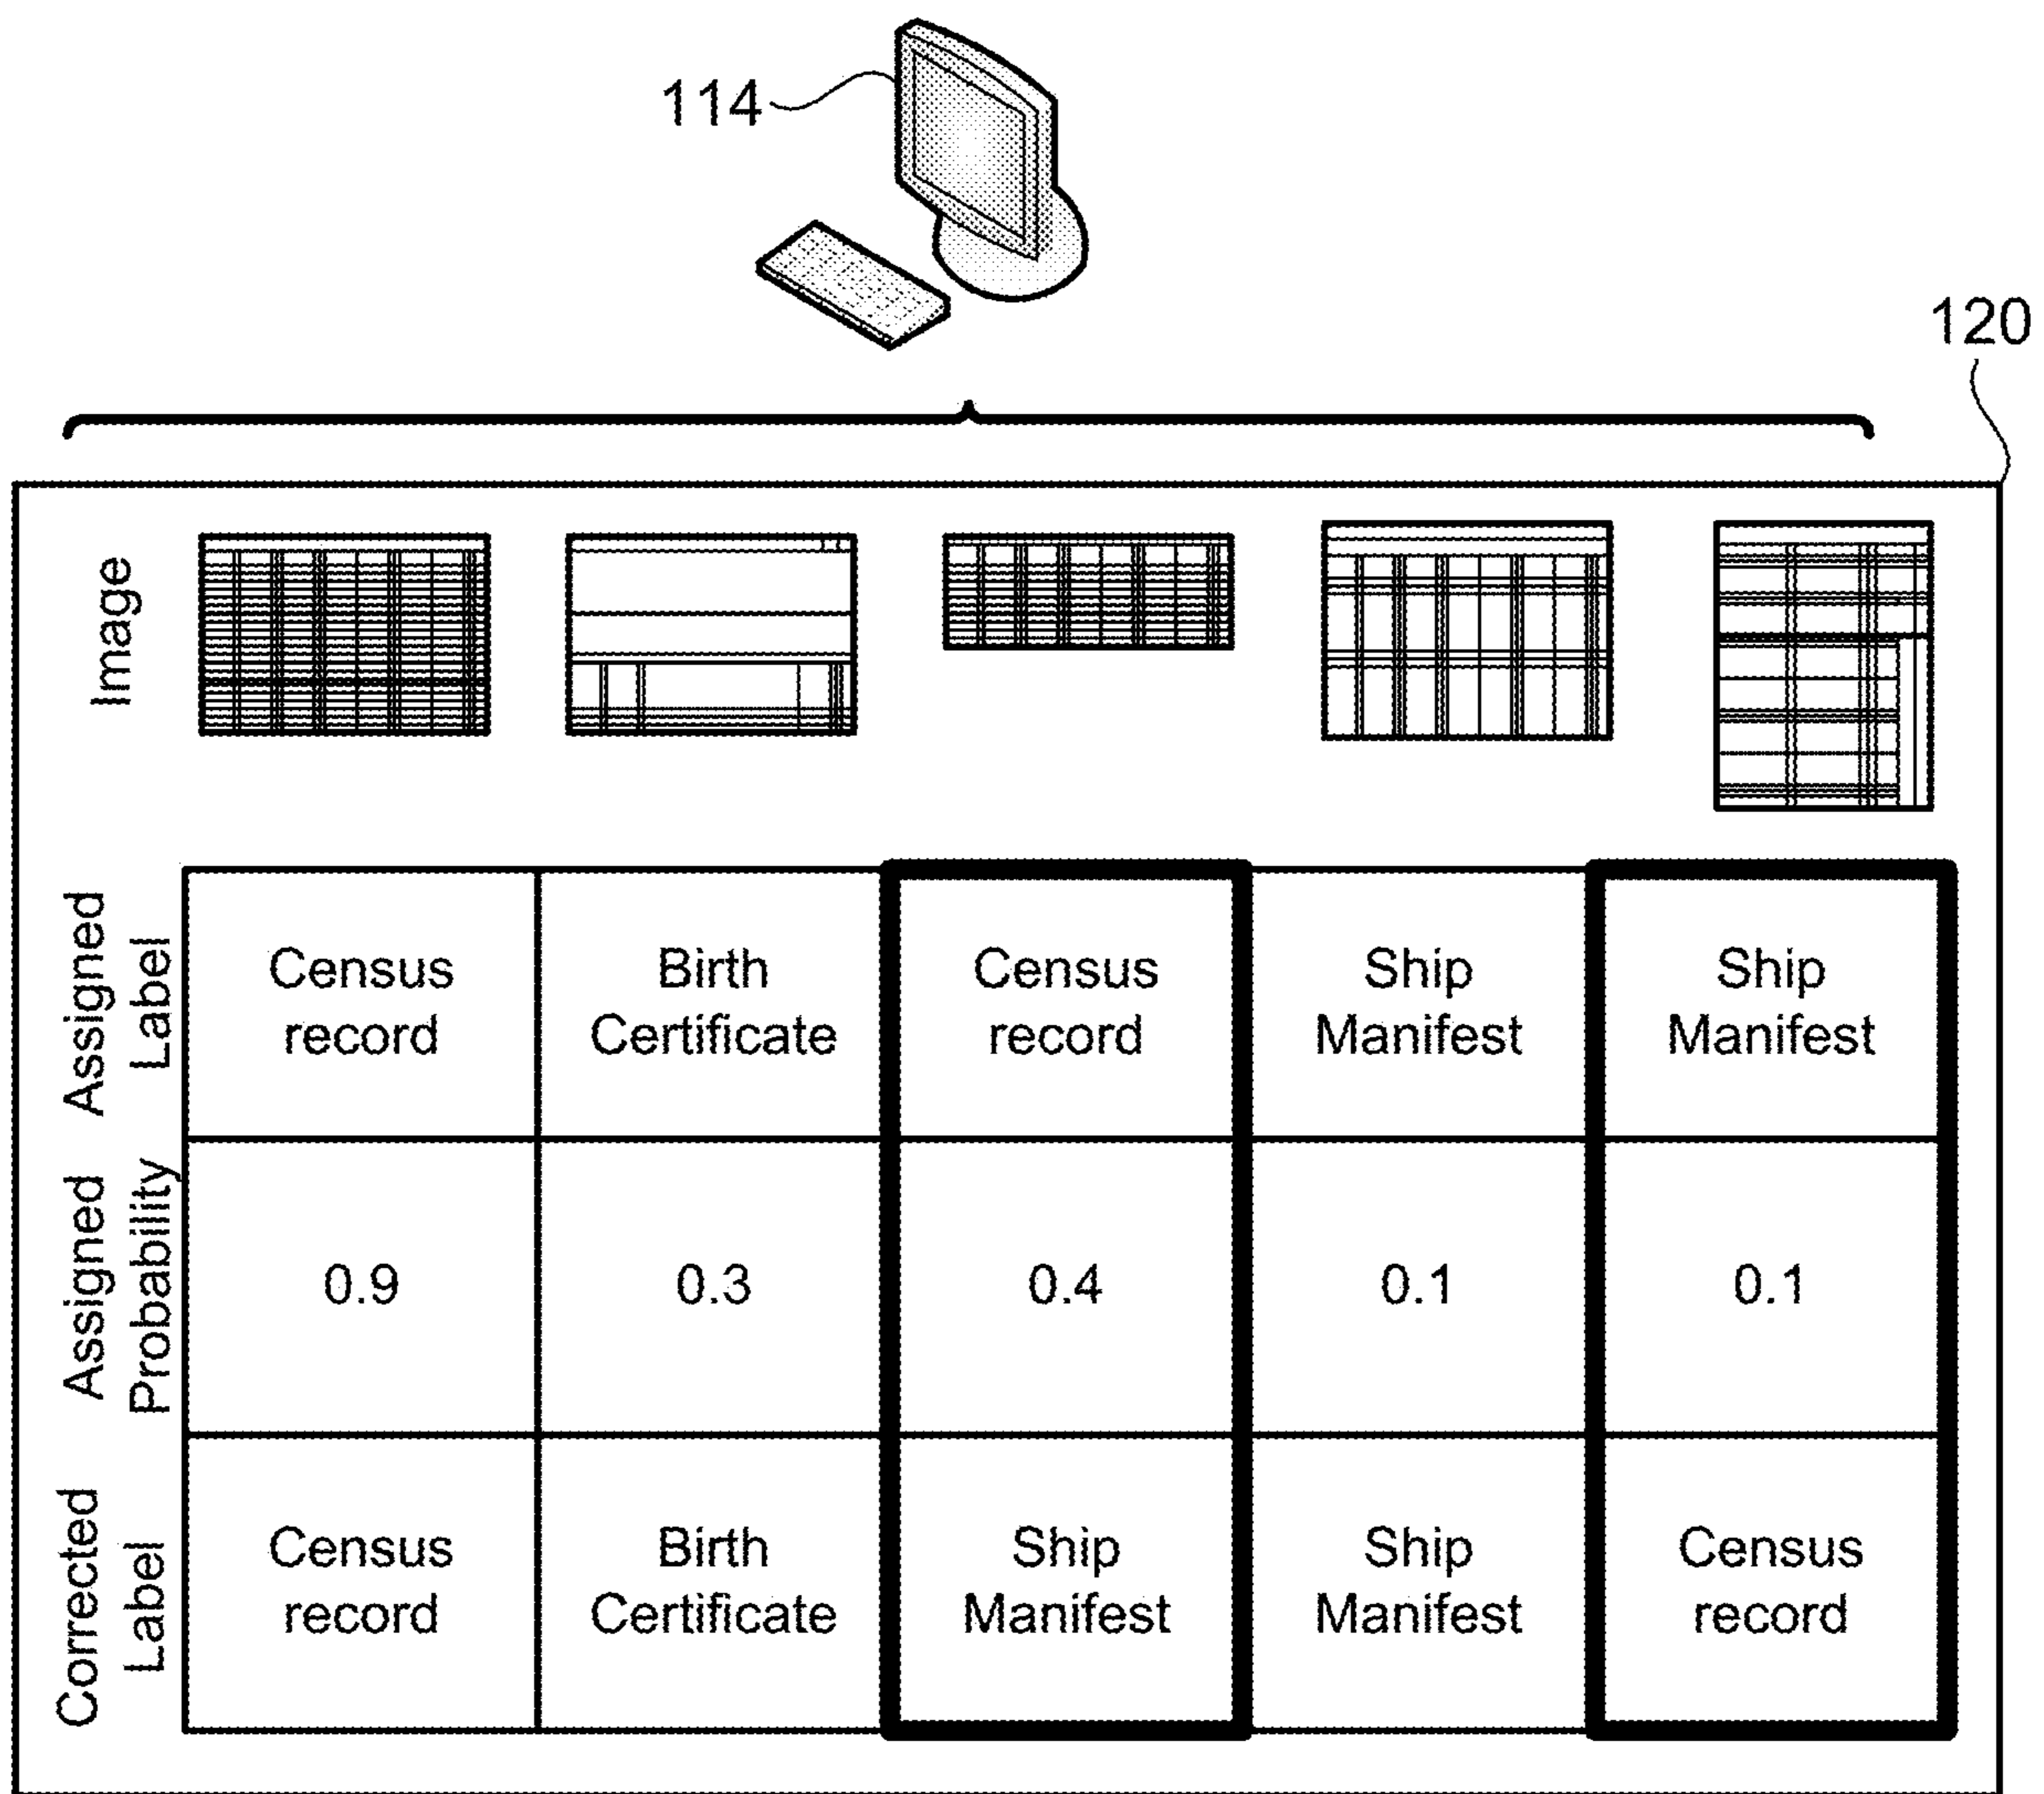 114
120
Image
Assigned
Label
Census
record
Birth
Certificate
Census
record
Ship
Manifest
Ship
Manifest
Assigned
Probability
0.9
0.3
0.4
0.1
0.1
Corrected
Label
Census
record
Birth
Certificate
Ship
Manifest
Ship
Manifest
Census
record